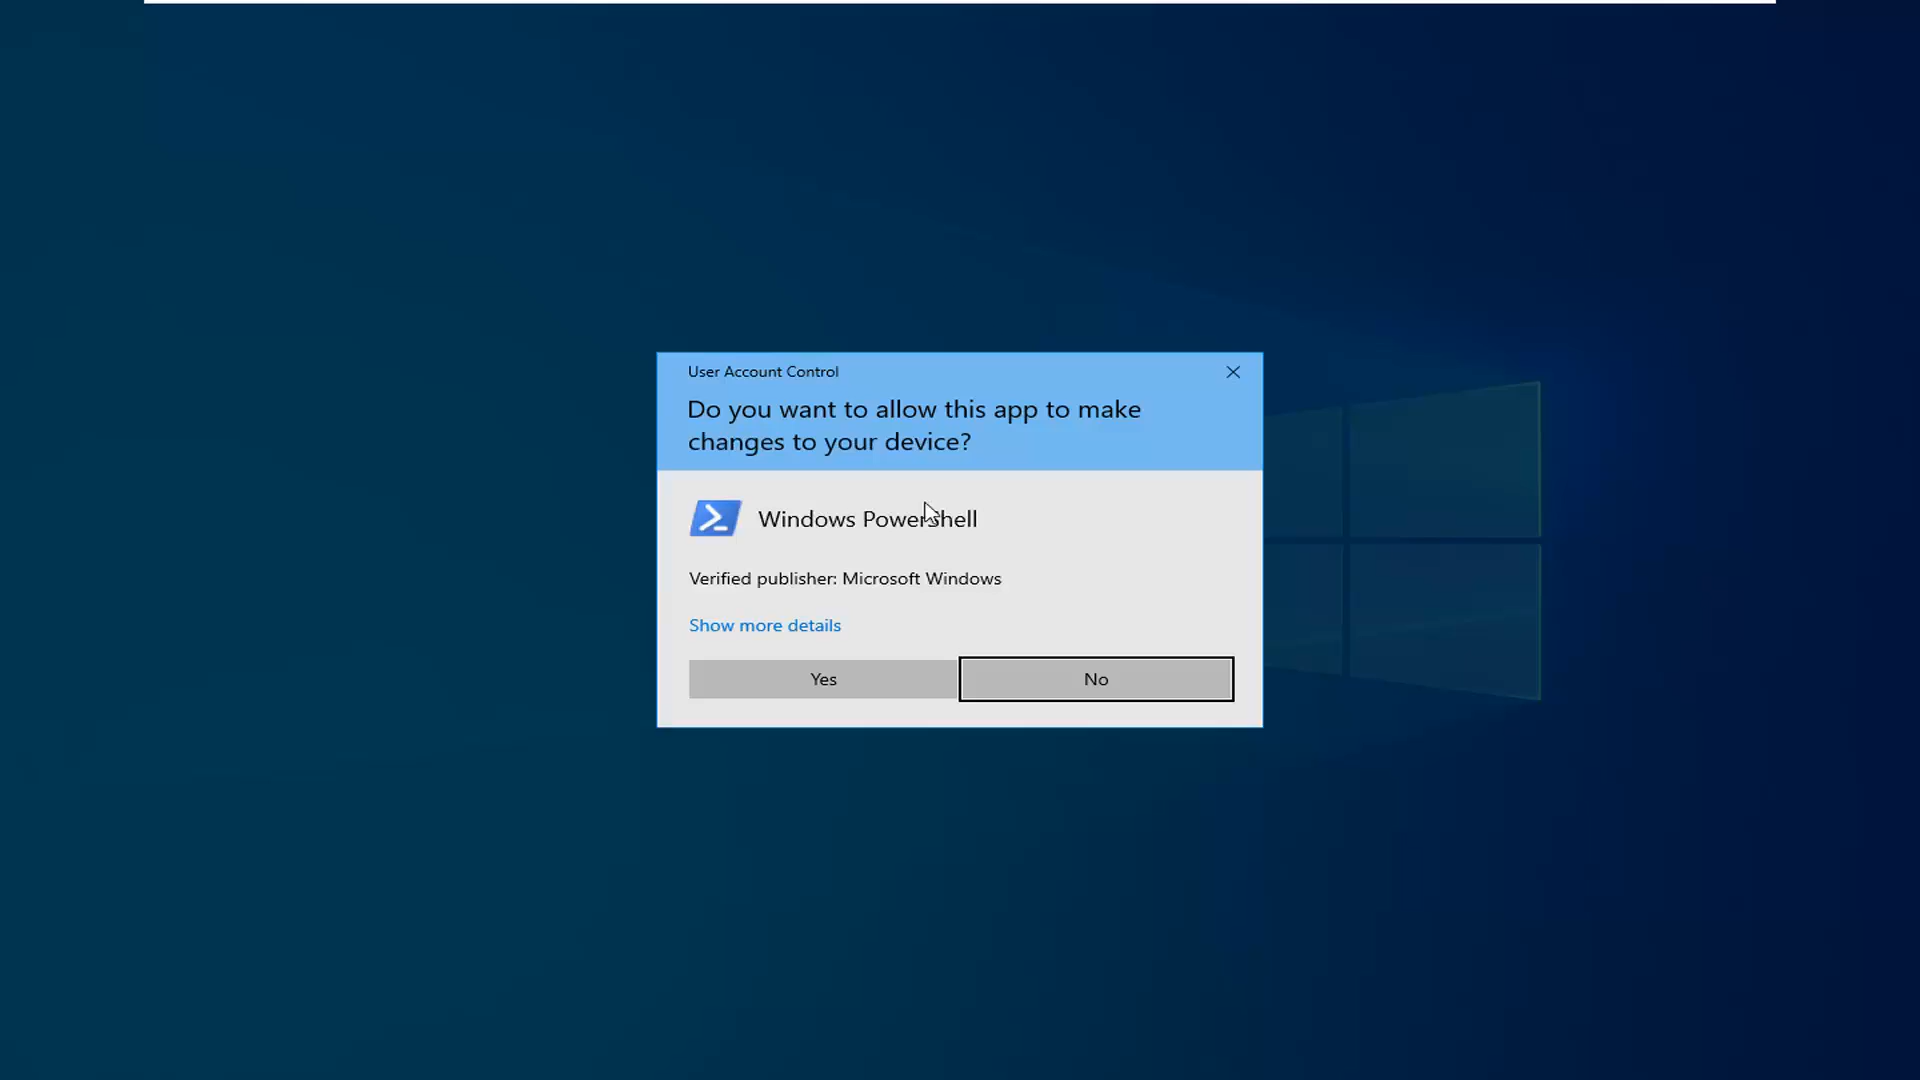 User Account Control
Do you want to allow this app to make
changes to your device?
Windows Powershell
Verified publisher: Microsoft Windows
Show more details
Yes
No